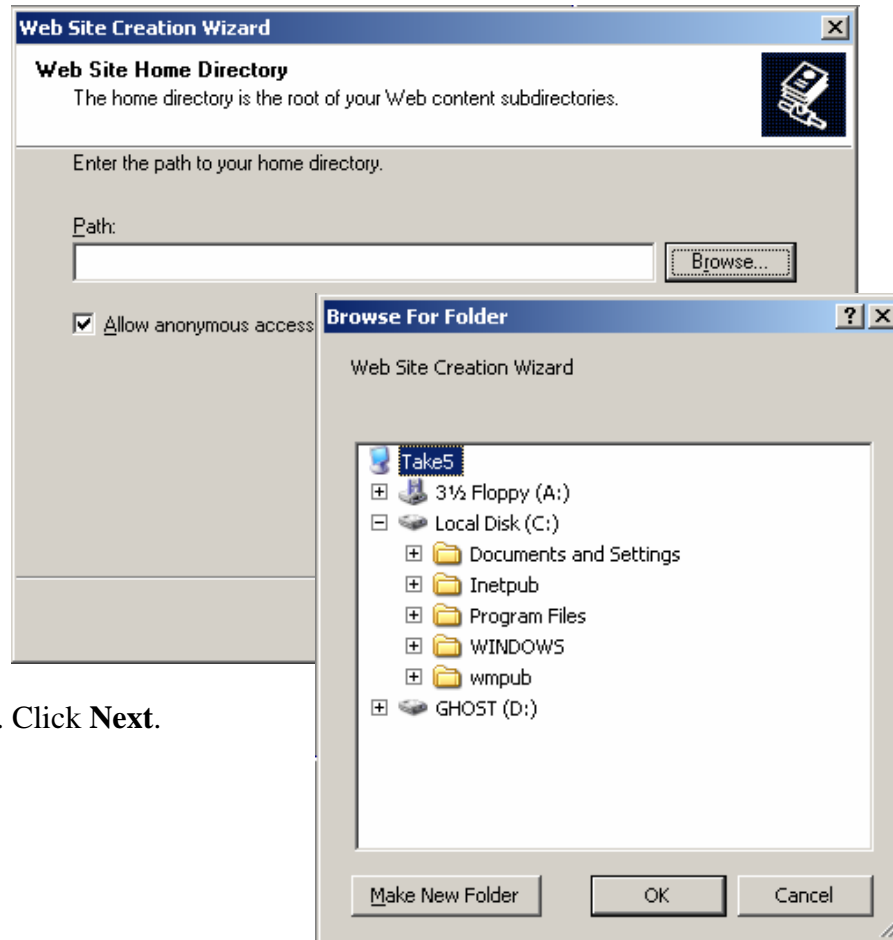 Web Site Creation Wizard
Web Site Home Directory
The home directory is the root of your Web content subdirectories.
Enter the path to your home directory.
Path:
Browse...
Allow anonymous access
Browse For Folder
Web Site Creation Wizard
Take5
3½ Floppy (A:)
Local Disk (C:)
Documents and Settings
Inetpub
Program Files
WINDOWS
wmpub
GHOST (D:)
Make New Folder
OK
Cancel
. Click Next.